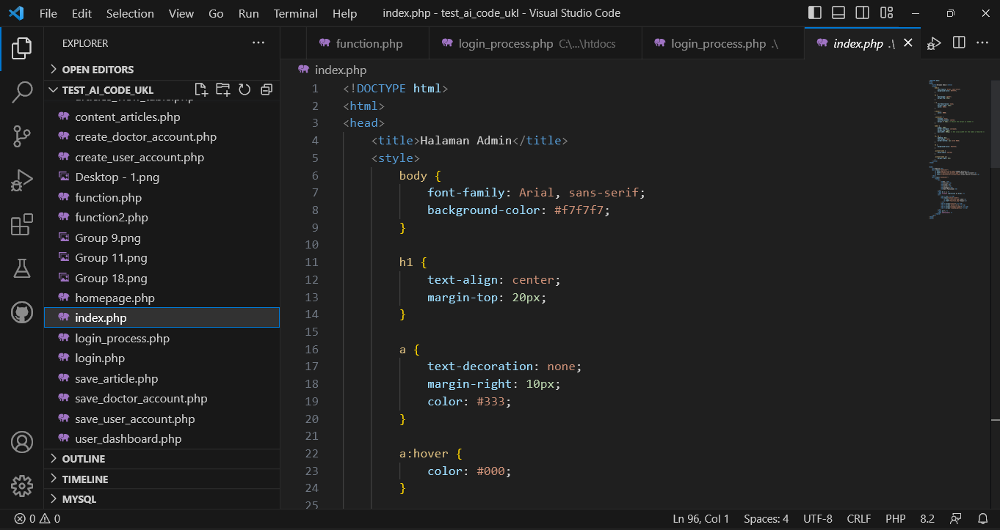 File Edit Selection View Go Run Terminal Help index.php - test_ai_code_ukl - Visual Studio Code
EXPLORER
function.php login_process.php C:\...\htdocs login_process.php .\ index.php .\
OPEN EDITORS
index.php
TEST_AI_CODE_UKL
content_articles.php
create_doctor_account.php
create_user_account.php
Desktop - 1.png
function.php
function2.php
Group 9.png
Group 11.png
Group 18.png
homepage.php
index.php
login_process.php
login.php
save_article.php
save_doctor_account.php
save_user_account.php
user_dashboard.php
OUTLINE
TIMELINE
MYSQL
1 <!DOCTYPE html>
2 <html>
3 <head>
4 <title>Halaman Admin</title>
5 <style>
6 body {
7 font-family: Arial, sans-serif;
8 background-color: #f7f7f7;
9 }
10
11 h1 {
12 text-align: center;
13 margin-top: 20px;
14 }
15
16 a {
17 text-decoration: none;
18 margin-right: 10px;
19 color: #333;
20 }
21
22 a:hover {
23 color: #000;
24 }
25
0 0 Ln 96, Col 1 Spaces: 4 UTF-8 CRLF PHP 8.2